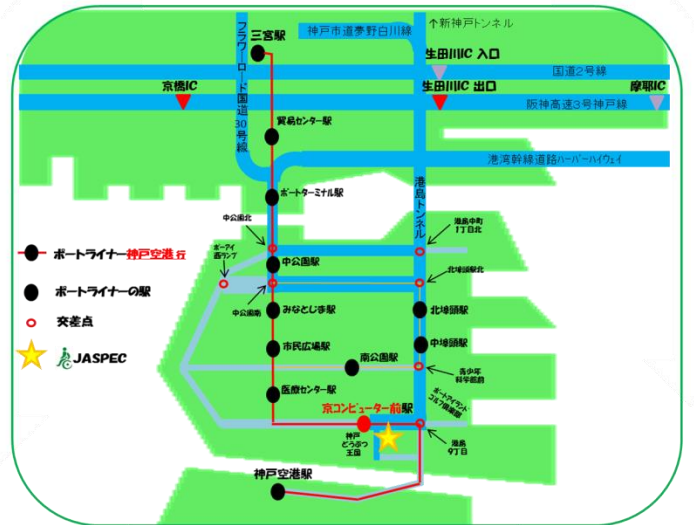 三宮駅
フラワーロード国道30号線
神戸市道夢野白川線
↑新神戸トンネル
生田川IC 入口
国道2号線
京橋IC
生田川IC 出口
摩耶IC
阪神高速3号神戸線
貿易センター駅
港湾幹線道路ハーバーハイウェイ
ポートターミナル駅
港島トンネル
中公園北
港島中町
1丁目北
ポーアイ
西ランプ
中公園駅
北埠頭駅北
中公園南
みなとじま駅
北埠頭駅
市民広場駅
中埠頭駅
南公園駅
青少年
科学館前
医療センター駅
ポートアイランド
ゴルフ倶楽部
京コンピューター前駅
神戸
どうぶつ
王国
港島
9丁目
神戸空港駅
ポートライナー神戸空港 行
ポートライナーの駅
交差点
JASPEC